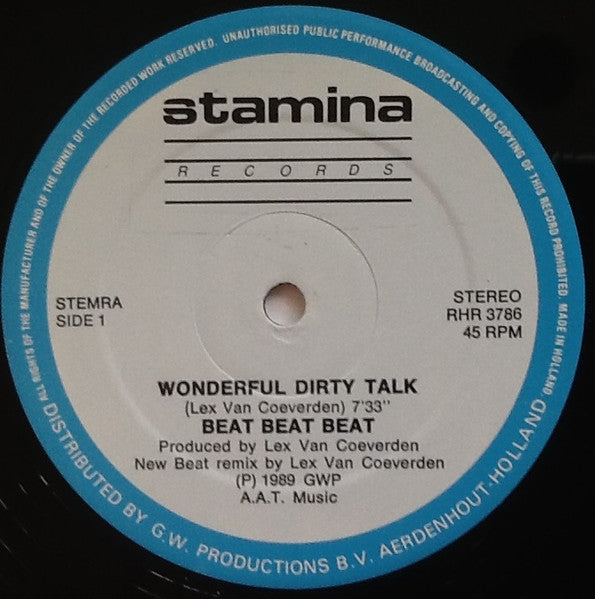 ALL RIGHTS OF THE MANUFACTURER AND OF THE OWNER OF THE RECORDED WORK RESERVED. UNAUTHORISED PUBLIC PERFORMANCE BROADCASTING AND COPYING OF THIS RECORD PROHIBITED. MADE IN HOLLAND
stamina
RECORDS
STEMRA
SIDE 1
STEREO
RHR 3786
45 RPM
WONDERFUL DIRTY TALK
(Lex Van Coeverden) 7'33"
BEAT BEAT BEAT
Produced by Lex Van Coeverden
New Beat remix by Lex Van Coeverden
(P) 1989 GWP
A.A.T. Music
DISTRIBUTED BY G.W. PRODUCTIONS B.V. AERDENHOUT-HOLLAND